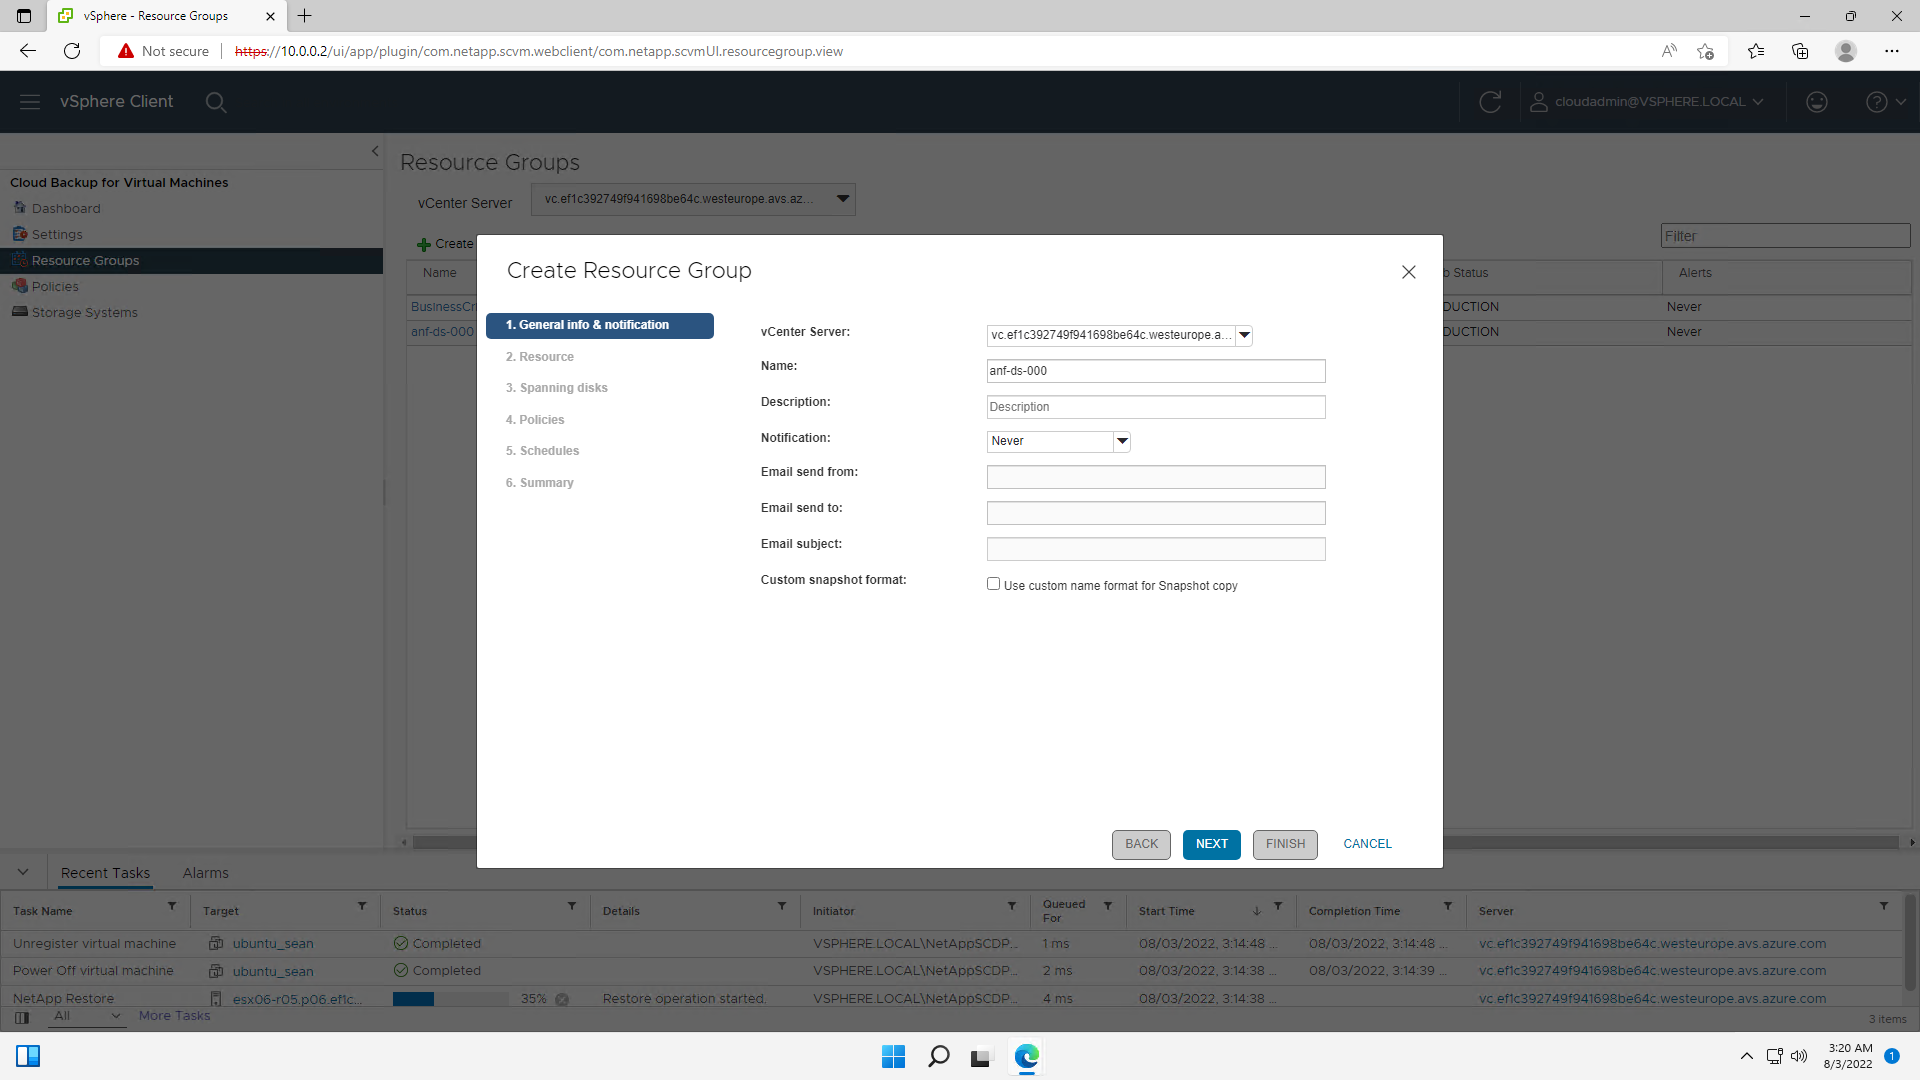 vSphere - Resource Groups
Not secure
https://10.0.0.2/ui/app/plugin/com.netapp.scvm.webclient/com.netapp.scvmUI.resourcegroup.view
vSphere Client
cloudadmin@VSPHERE.LOCAL
Cloud Backup for Virtual Machines
Dashboard
Settings
Resource Groups
Policies
Storage Systems
Resource Groups
vCenter Server
vc.ef1c392749f941698be64c.westeurope.avs.az...
Create
Filter
Name
b Status
Alerts
BusinessCri
DUCTION
Never
anf-ds-000
DUCTION
Never
Create Resource Group
1. General info & notification
2. Resource
3. Spanning disks
4. Policies
5. Schedules
6. Summary
vCenter Server:
vc.ef1c392749f941698be64c.westeurope.a...
Name:
anf-ds-000
Description:
Description
Notification:
Never
Email send from:
Email send to:
Email subject:
Custom snapshot format:
Use custom name format for Snapshot copy
BACK
NEXT
FINISH
CANCEL
Recent Tasks
Alarms
Task Name
Target
Status
Details
Initiator
Queued For
Start Time
Completion Time
Server
Unregister virtual machine
ubuntu_sean
Completed
VSPHERE.LOCAL\NetAppSCDP...
1 ms
08/03/2022, 3:14:48 ...
08/03/2022, 3:14:48 ...
vc.ef1c392749f941698be64c.westeurope.avs.azure.com
Power Off virtual machine
ubuntu_sean
Completed
VSPHERE.LOCAL\NetAppSCDP...
2 ms
08/03/2022, 3:14:38 ...
08/03/2022, 3:14:39 ...
vc.ef1c392749f941698be64c.westeurope.avs.azure.com
NetApp Restore
esx06-r05.p06.ef1c...
35%
Restore operation started.
VSPHERE.LOCAL\NetAppSCDP...
4 ms
08/03/2022, 3:14:38 ...
vc.ef1c392749f941698be64c.westeurope.avs.azure.com
All
More Tasks
3 items
3:20 AM
8/3/2022
1